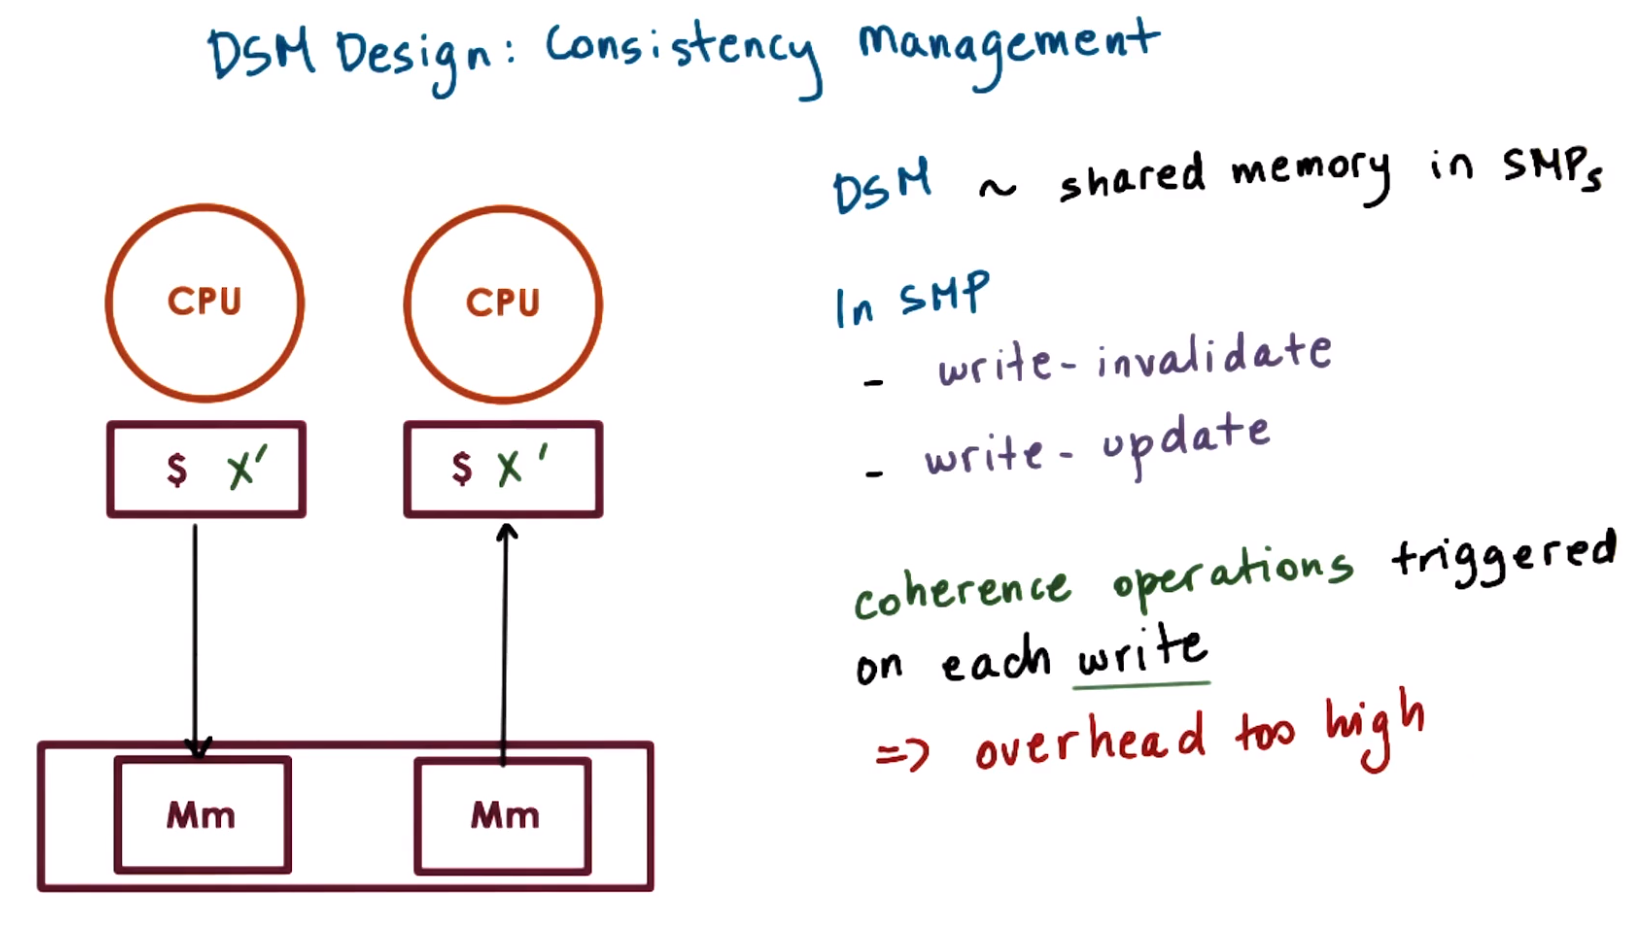 DSM Design: Consistency Management
DSM ~ shared memory in SMPs
In SMP
- write-invalidate
- write-update
coherence operations triggered
on each write
=> overhead too high
CPU CPU
$ X' $ X'
Mm Mm